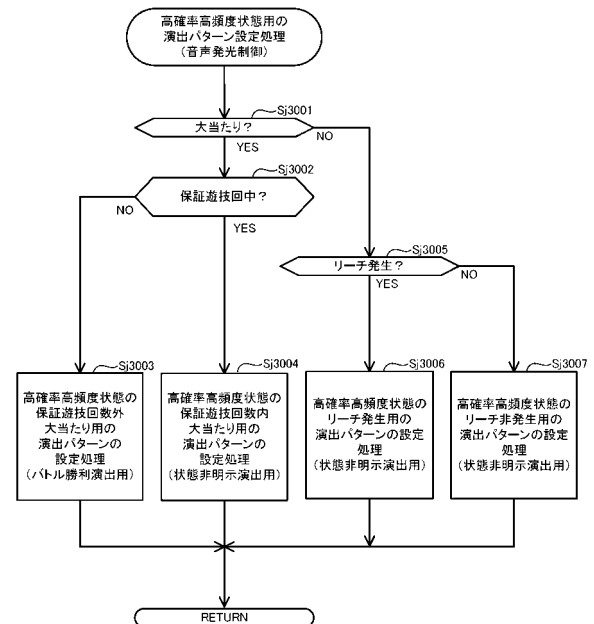 高確率高頻度状態用の
演出パターン設定処理
(音声発光制御)
Sj3001
大当たり？
YES
NO
Sj3002
保証遊技回中？
NO
YES
Sj3005
リーチ発生？
YES
NO
Sj3003
高確率高頻度状態の
保証遊技回数外
大当たり用の
演出パターンの
設定処理
(バトル勝利演出用)
Sj3004
高確率高頻度状態の
保証遊技回数内
大当たり用の
演出パターンの
設定処理
(状態非明示演出用)
Sj3006
高確率高頻度状態の
リーチ発生用の
演出パターンの設定
処理
(状態非明示演出用)
Sj3007
高確率高頻度状態の
リーチ非発生用の
演出パターンの設定
処理
(状態非明示演出用)
RETURN